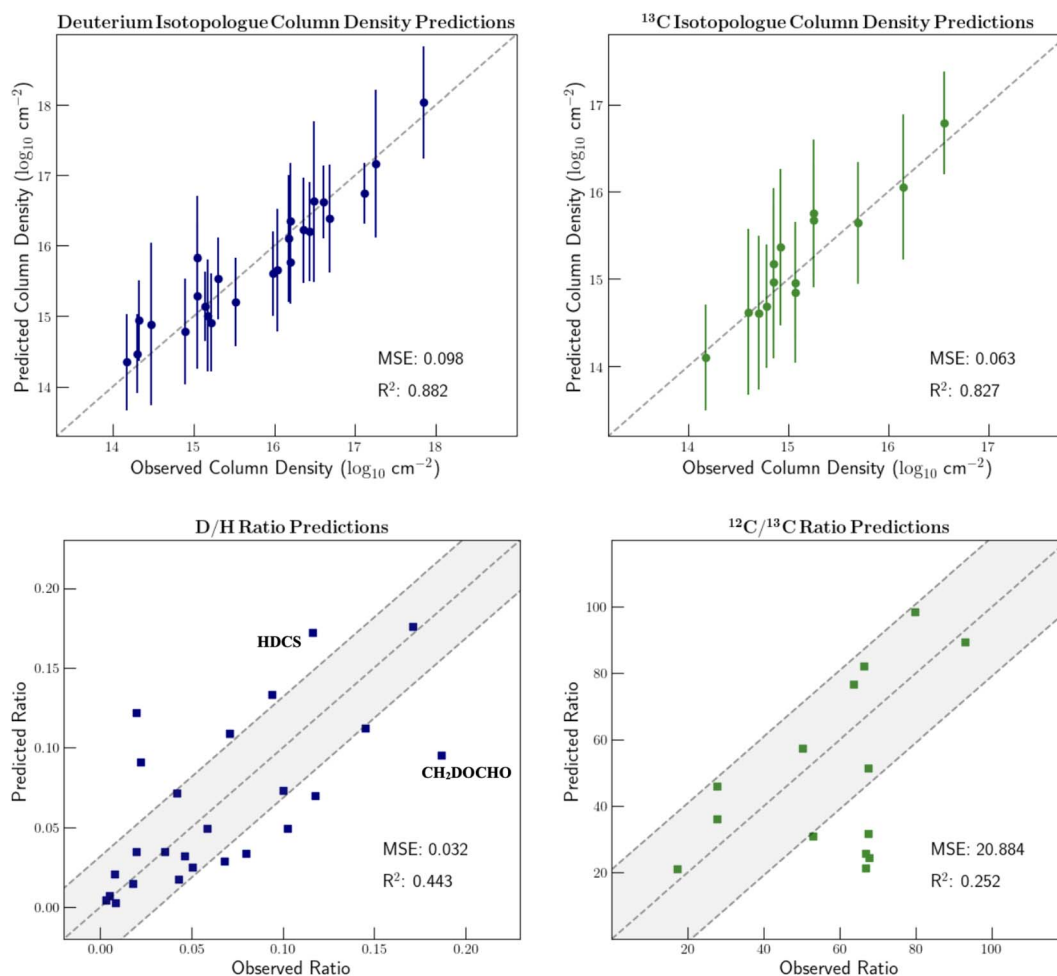 Deuterium Isotopologue Column Density Predictions
Predicted Column Density (log₁₀ cm⁻²)
18
17
16
15
14
MSE: 0.098
R²: 0.882
14 15 16 17 18
Observed Column Density (log₁₀ cm⁻²)
¹³C Isotopologue Column Density Predictions
Predicted Column Density (log₁₀ cm⁻²)
17
16
15
14
MSE: 0.063
R²: 0.827
14 15 16 17
Observed Column Density (log₁₀ cm⁻²)
D/H Ratio Predictions
Predicted Ratio
0.20
0.15
0.10
0.05
0.00
HDCS
CH₂DOCHO
MSE: 0.032
R²: 0.443
0.00 0.05 0.10 0.15 0.20
Observed Ratio
¹²C/¹³C Ratio Predictions
Predicted Ratio
100
80
60
40
20
MSE: 20.884
R²: 0.252
20 40 60 80 100
Observed Ratio